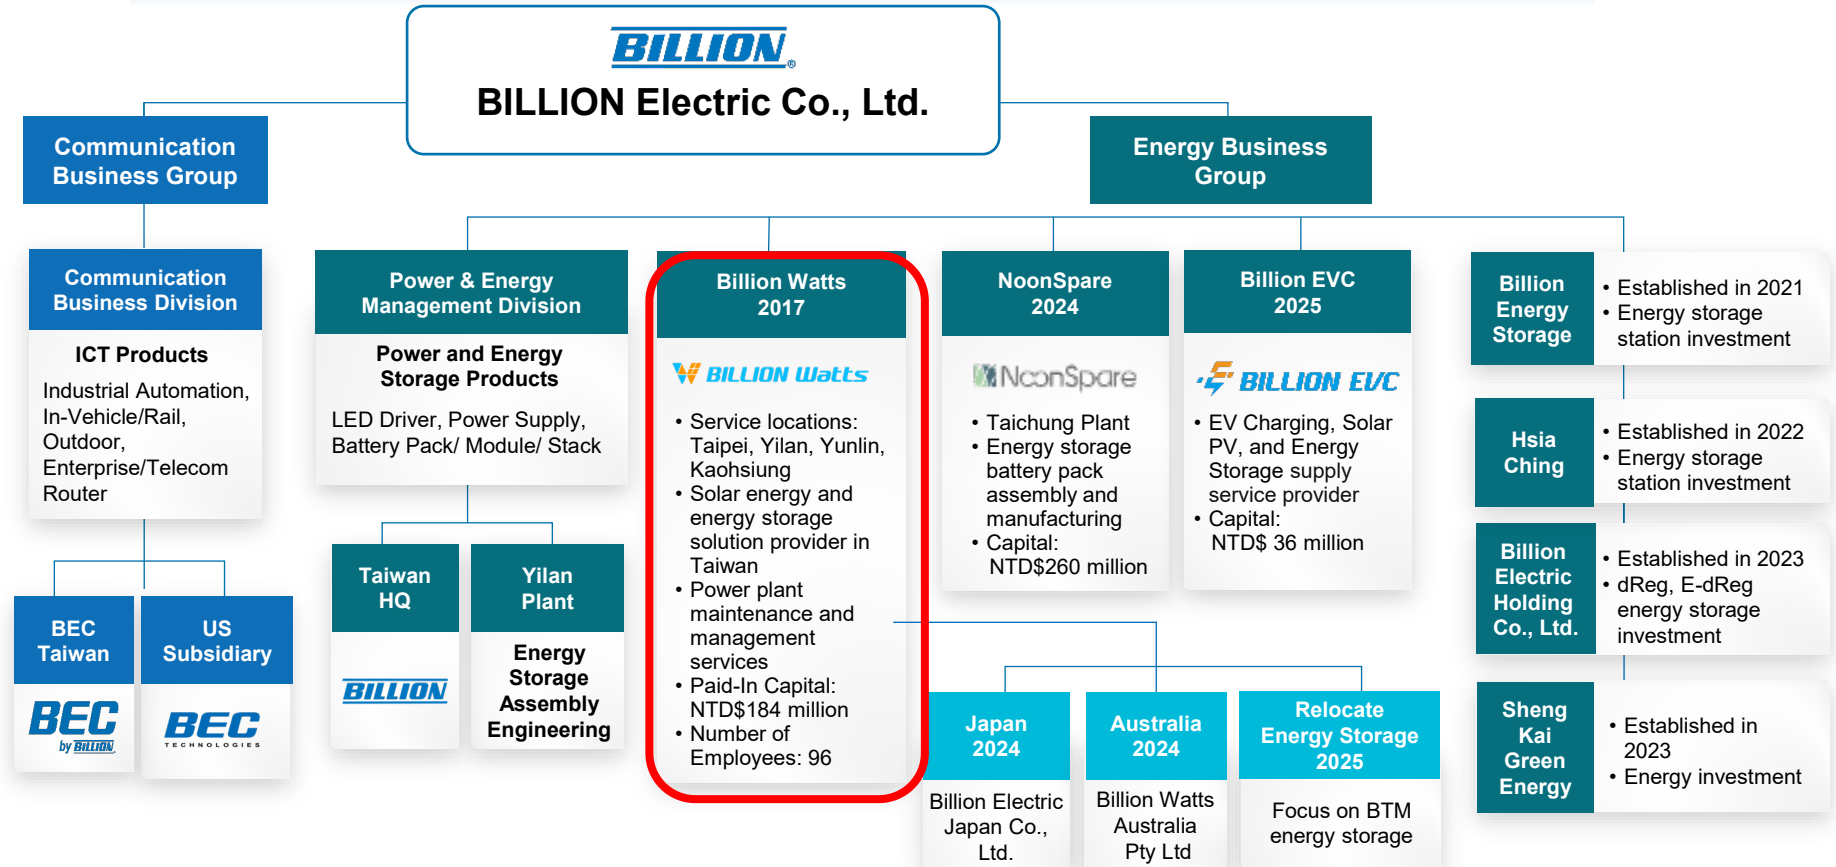 BILLION®
BILLION Electric Co., Ltd.
Communication
Business Group
Energy Business
Group
Communication
Business Division
ICT Products
Industrial Automation,
In-Vehicle/Rail,
Outdoor,
Enterprise/Telecom
Router
BEC
Taiwan
BEC
by BILLION
US
Subsidiary
BEC
TECHNOLOGIES
Power & Energy
Management Division
Power and Energy
Storage Products
LED Driver, Power Supply,
Battery Pack/ Module/ Stack
Taiwan
HQ
BILLION
Yilan
Plant
Energy
Storage
Assembly
Engineering
Billion Watts
2017
BILLION Watts
• Service locations:
Taipei, Yilan, Yunlin,
Kaohsiung
• Solar energy and
energy storage
solution provider in
Taiwan
• Power plant
maintenance and
management
services
• Paid-In Capital:
NTD$184 million
• Number of
Employees: 96
Japan
2024
Billion Electric
Japan Co.,
Ltd.
Australia
2024
Billion Watts
Australia
Pty Ltd
Relocate
Energy Storage
2025
Focus on BTM
energy storage
NoonSpare
2024
NoonSpare
• Taichung Plant
• Energy storage
battery pack
assembly and
manufacturing
• Capital:
NTD$260 million
Billion EVC
2025
BILLION EVC
• EV Charging, Solar
PV, and Energy
Storage supply
service provider
• Capital:
NTD$ 36 million
Billion
Energy
Storage
• Established in 2021
• Energy storage
station investment
Hsia
Ching
• Established in 2022
• Energy storage
station investment
Billion
Electric
Holding
Co., Ltd.
• Established in 2023
• dReg, E-dReg
energy storage
investment
Sheng
Kai
Green
Energy
• Established in
2023
• Energy investment